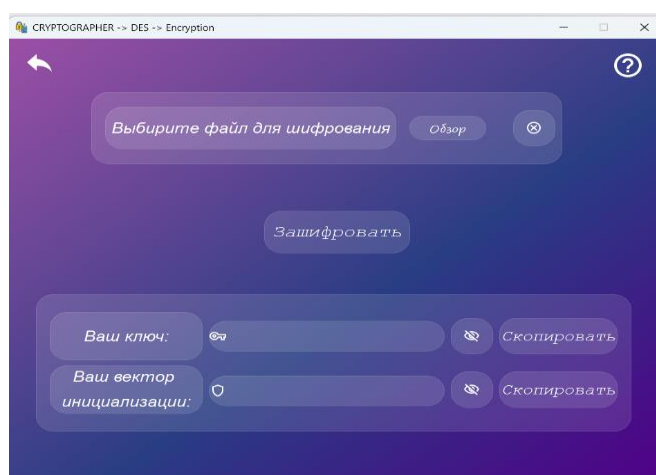 CRYPTOGRAPHER -> DES -> Encryption
Выбирите файл для шифрования
Обзор
Зашифровать
Ваш ключ:
Скопировать
Ваш вектор
инициализации:
Скопировать